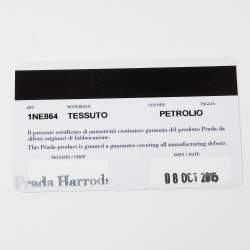 ART. MATERIALE COLORE TAGLIA
1NE864 TESSUTO PETROLIO
Il presente certificato di autenticità costituisce garanzia del prodotto Prada da
difetti originari di fabbricazione.
This Prada product is granted a guarantee covering all manufacturing defects.
NEGOZIO / SHOP DATA / DATE
Prada Harrods 08 OCT 2015